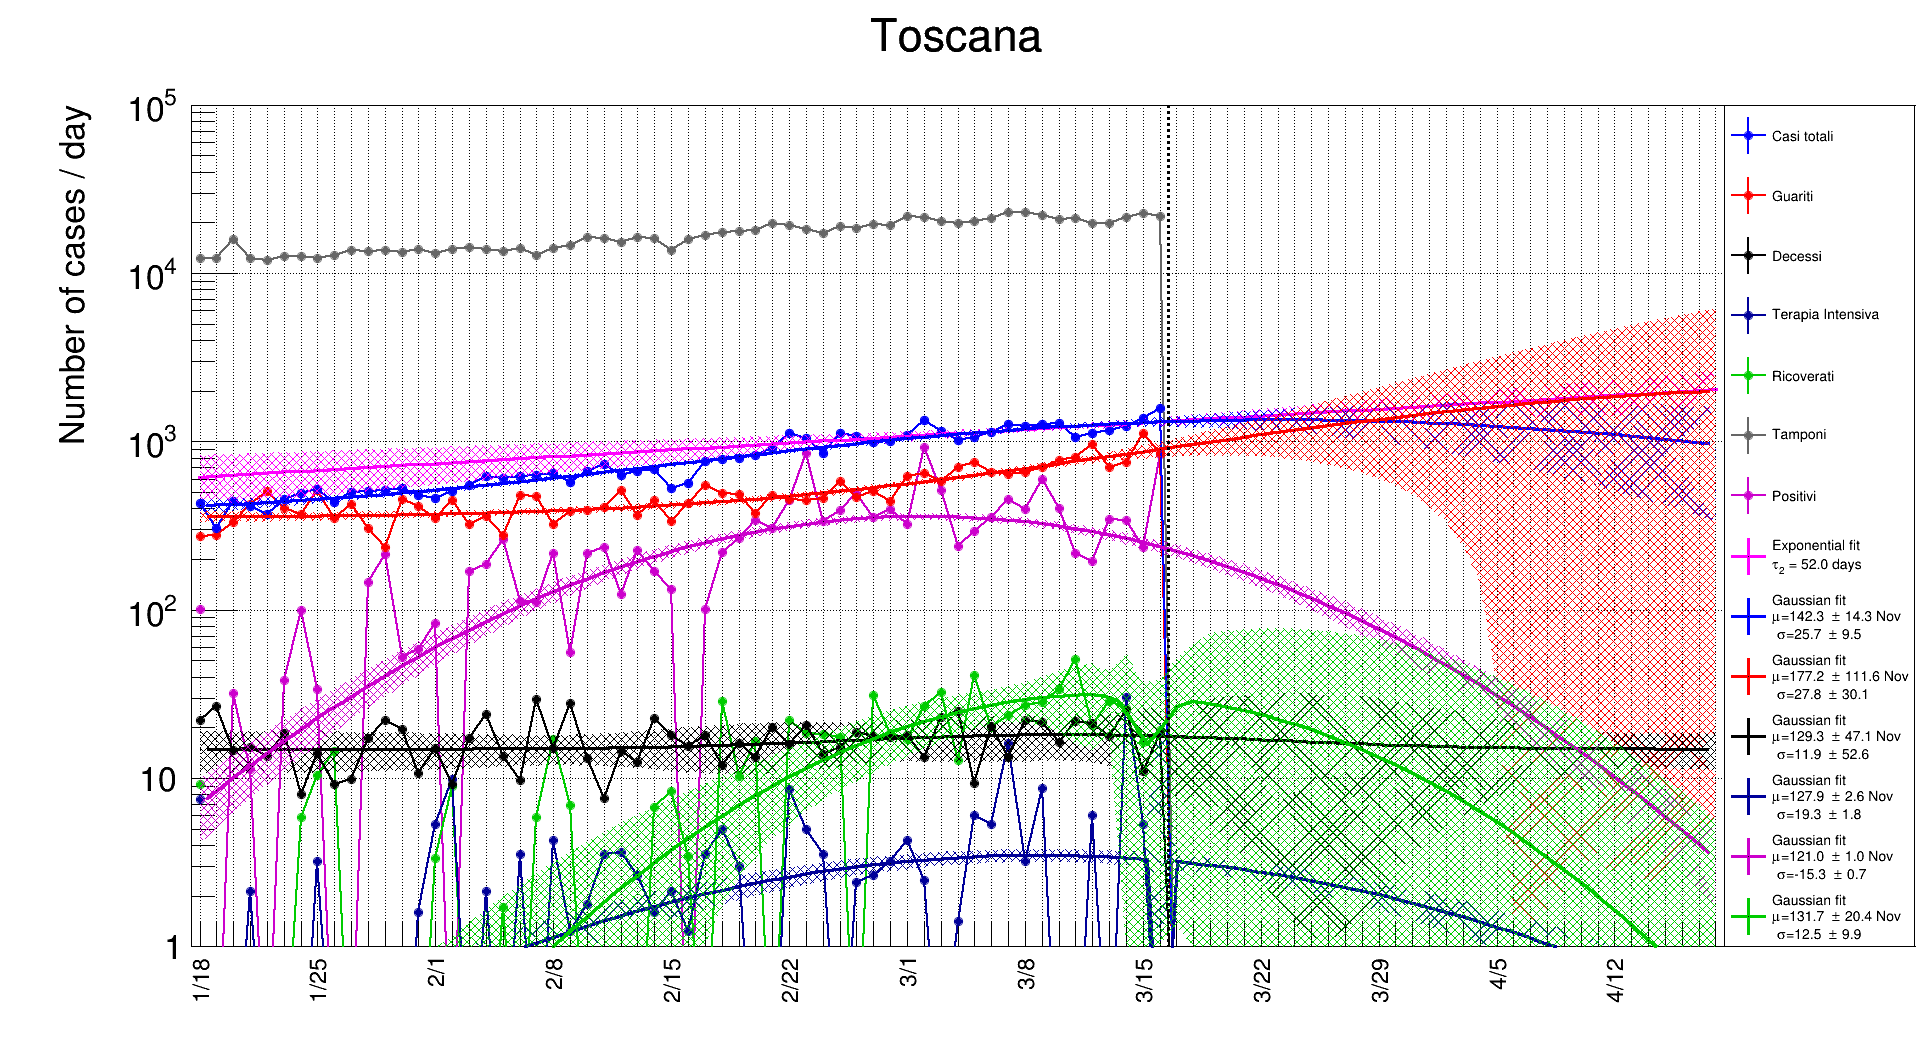 Toscana
Number of cases / day
10^5
10^4
10^3
10^2
10
1
1/18
1/25
2/1
2/8
2/15
2/22
3/1
3/8
3/15
3/22
3/29
4/5
4/12
Casi totali
Guariti
Decessi
Terapia Intensiva
Ricoverati
Tamponi
Positivi
Exponential fit
τ₂ = 52.0 days
Gaussian fit
μ=142.3 ± 14.3 Nov
σ=25.7 ± 9.5
Gaussian fit
μ=177.2 ± 111.6 Nov
σ=27.8 ± 30.1
Gaussian fit
μ=129.3 ± 47.1 Nov
σ=11.9 ± 52.6
Gaussian fit
μ=127.9 ± 2.6 Nov
σ=19.3 ± 1.8
Gaussian fit
μ=121.0 ± 1.0 Nov
σ=-15.3 ± 0.7
Gaussian fit
μ=131.7 ± 20.4 Nov
σ=12.5 ± 9.9